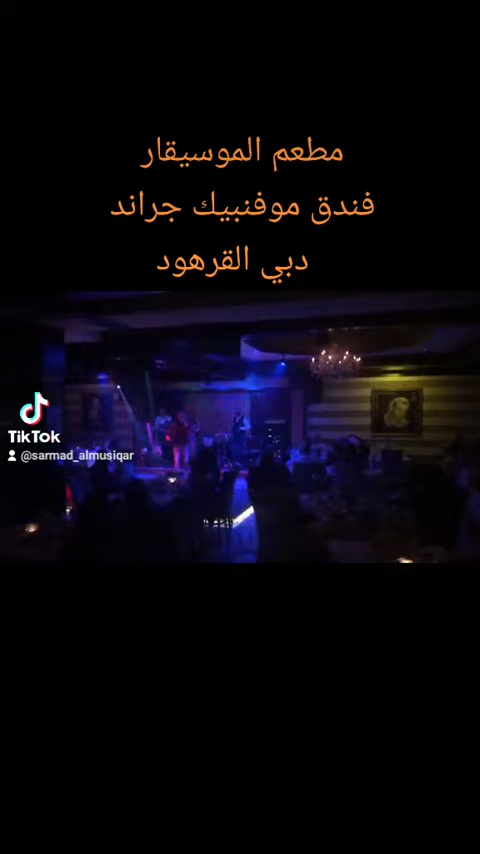 مطعم الموسيقار
فندق موفنبيك جراند
دبي القرهود
TikTok
@sarmad_almusiqar